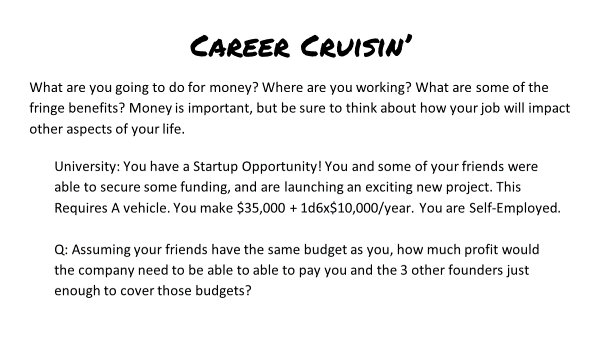 Career Cruisin’
What are you going to do for money? Where are you working? What are some of the
fringe benefits? Money is important, but be sure to think about how your job will impact
other aspects of your life.
University: You have a Startup Opportunity! You and some of your friends were
able to secure some funding, and are launching an exciting new project. This
Requires A vehicle. You make $35,000 + 1d6x$10,000/year. You are Self-Employed.
Q: Assuming your friends have the same budget as you, how much profit would
the company need to be able to able to pay you and the 3 other founders just
enough to cover those budgets?